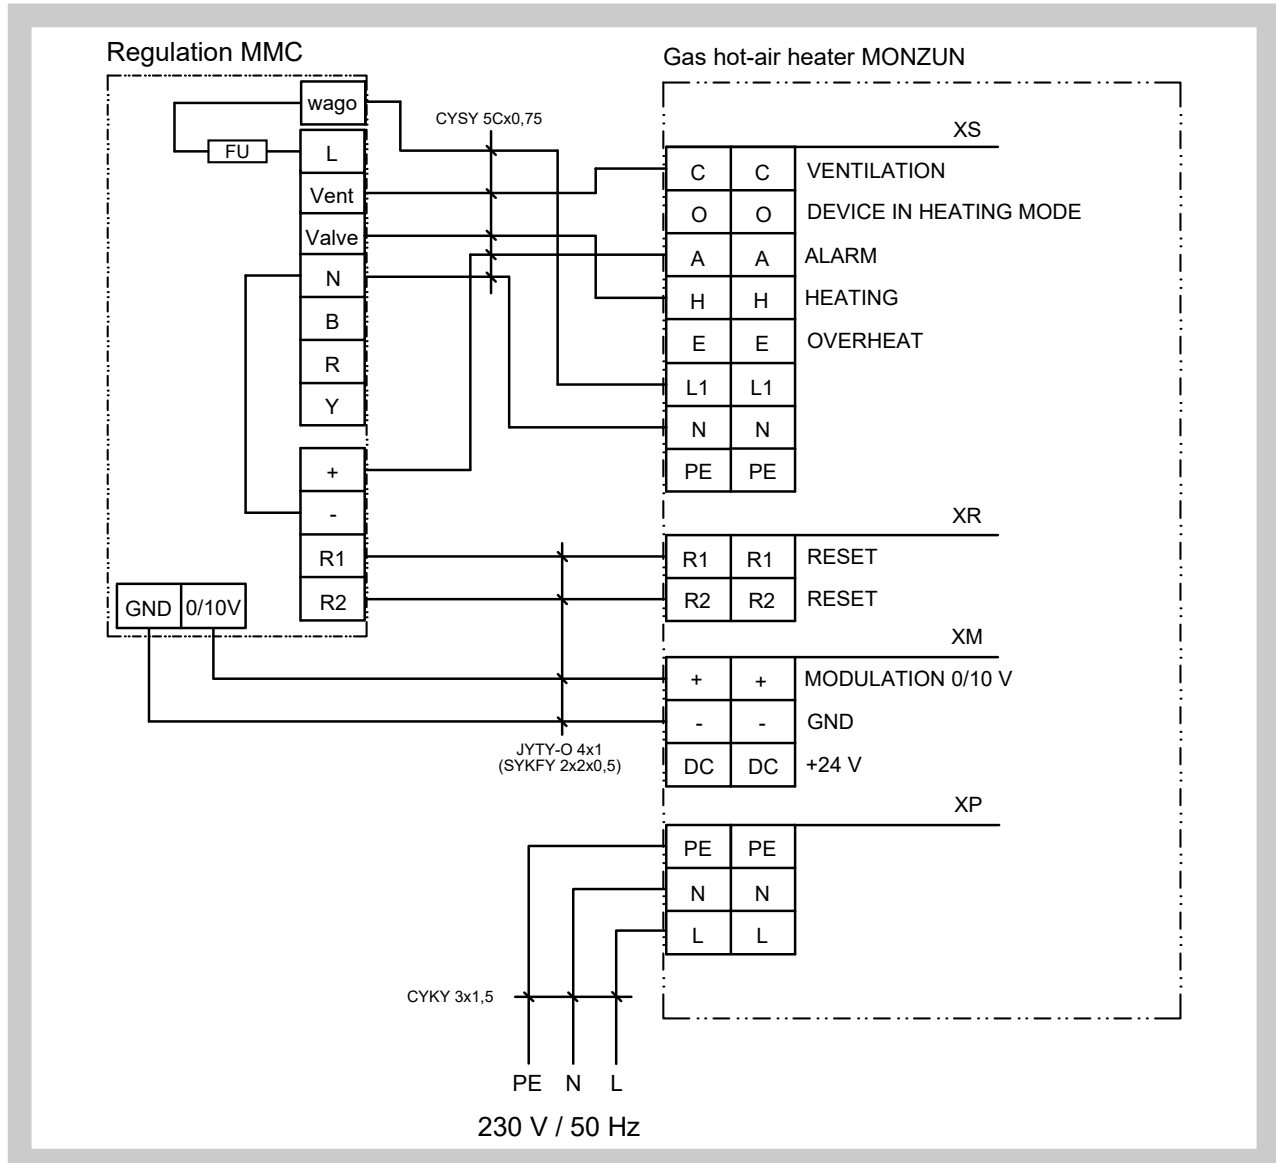 Regulation MMC
Gas hot-air heater MONZUN
wago
CYSY 5Cx0,75
FU
L
Vent
Valve
N
B
R
Y
+
-
R1
R2
GND 0/10V
XS
C C VENTILATION
O O DEVICE IN HEATING MODE
A A ALARM
H H HEATING
E E OVERHEAT
L1 L1
N N
PE PE
XR
R1 R1 RESET
R2 R2 RESET
XM
+ + MODULATION 0/10 V
- - GND
DC DC +24 V
JYTY-O 4x1
(SYKFY 2x2x0,5)
XP
PE PE
N N
L L
CYKY 3x1,5
PE N L
230 V / 50 Hz